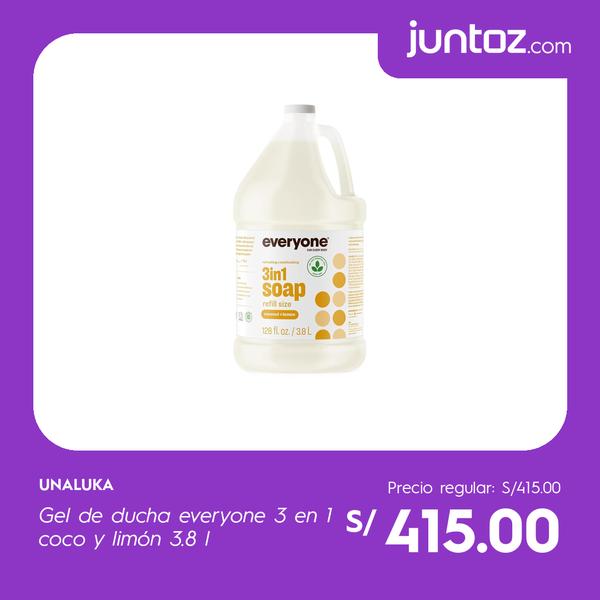 juntoz.com
everyone®
3in1
soap
refill size
coconut + lemon
128 fl. oz. / 3.8 L
UNALUKA
Gel de ducha everyone 3 en 1
coco y limón 3.8 l
Precio regular: S/415.00
S/ 415.00